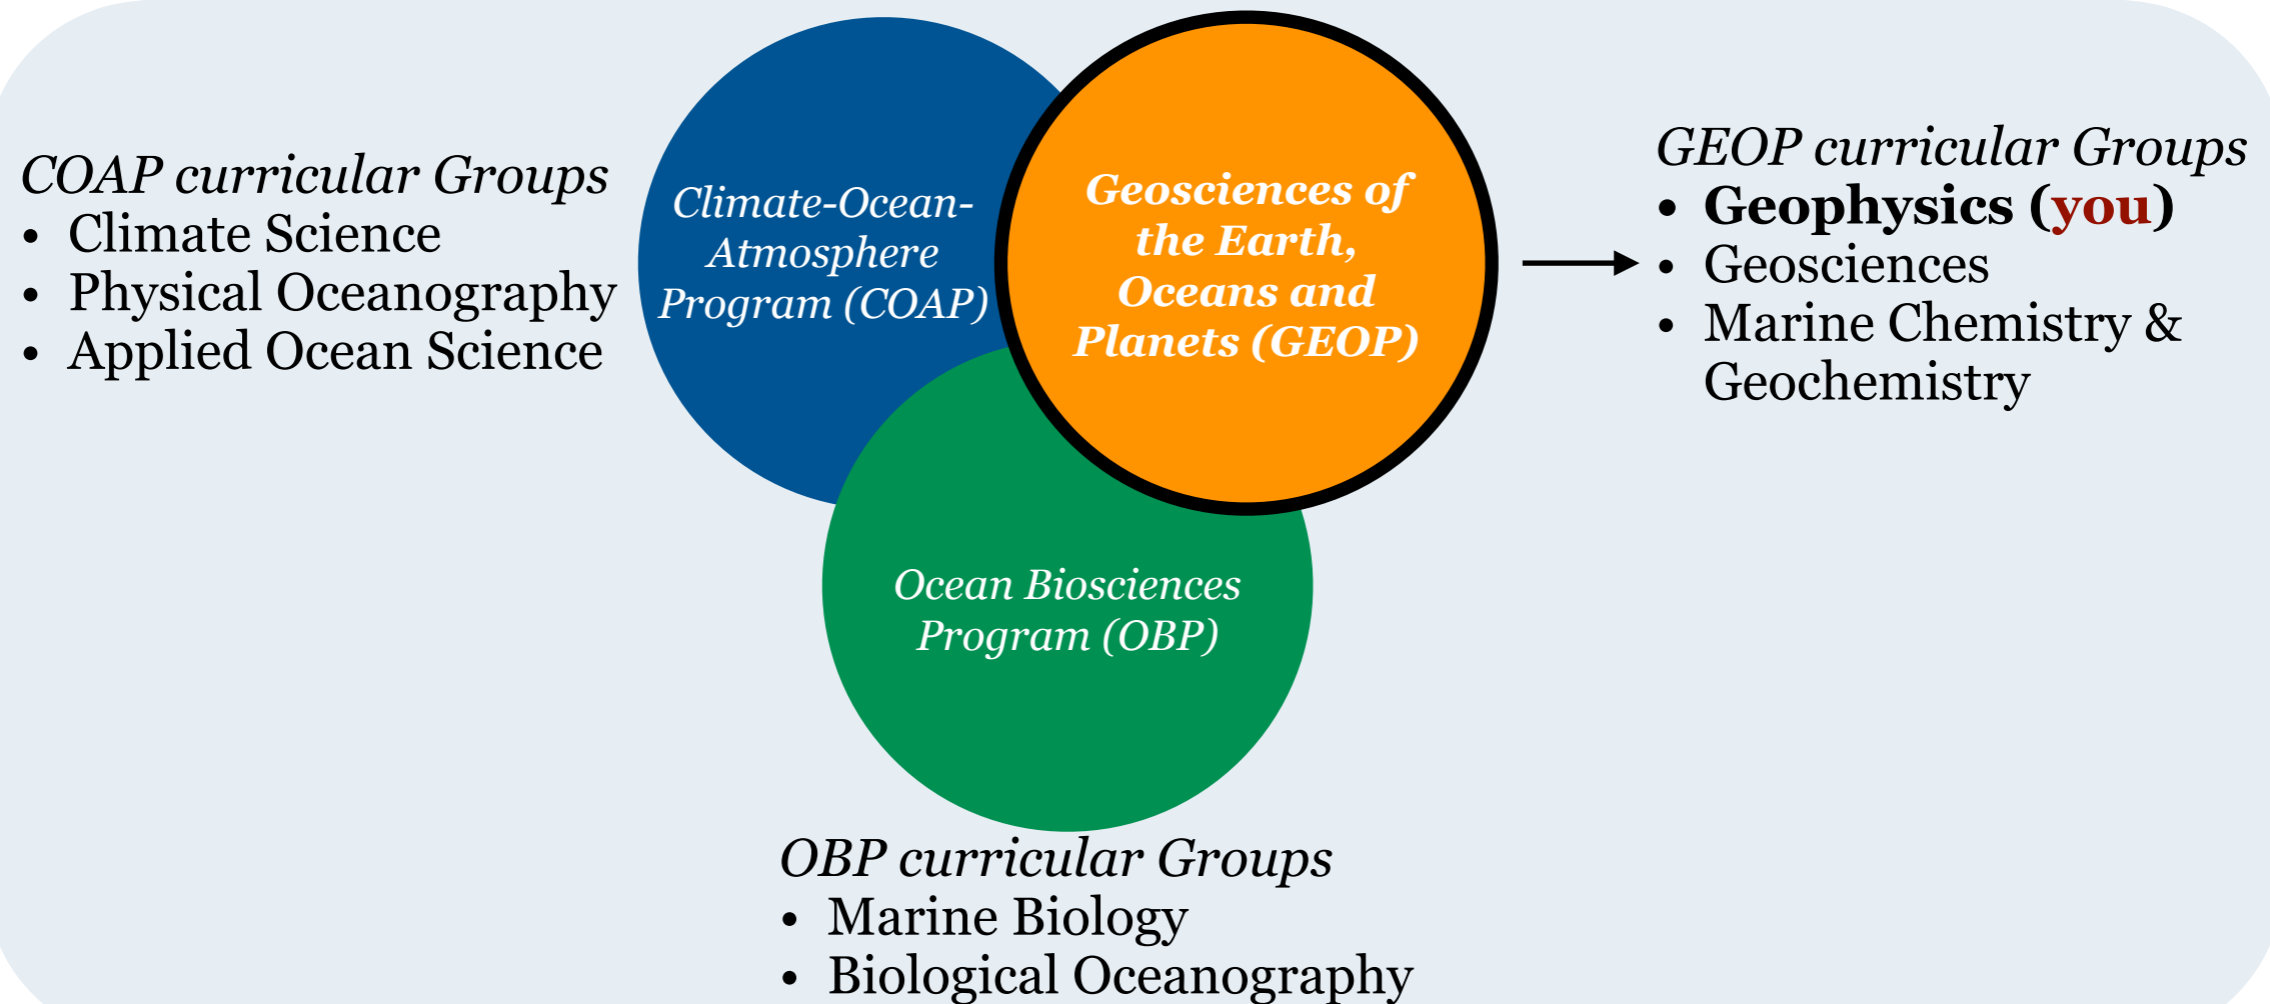 COAP curricular Groups
• Climate Science
• Physical Oceanography
• Applied Ocean Science
Climate-Ocean-
Atmosphere
Program (COAP)
Geosciences of
the Earth,
Oceans and
Planets (GEOP)
GEOP curricular Groups
• Geophysics (you)
• Geosciences
• Marine Chemistry &
Geochemistry
Ocean Biosciences
Program (OBP)
OBP curricular Groups
• Marine Biology
• Biological Oceanography